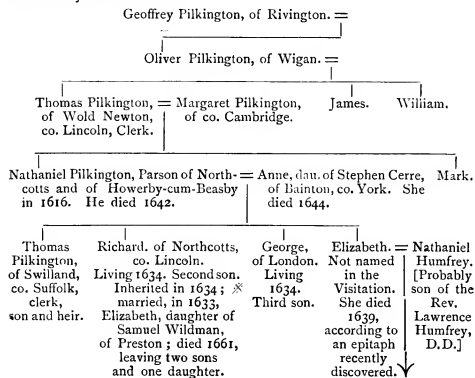 Geoffrey Pilkington, of Rivington. =
Oliver Pilkington, of Wigan. =
Thomas Pilkington, = Margaret Pilkington,
of Wold Newton,
co. Lincoln, Clerk.
of co. Cambridge.
James.
William.
Nathaniel Pilkington, Parson of North-
cotts and of Howerby-cum-Beasby
in 1616. He died 1642.
= Anne, dau. of Stephen Cerre,
of Bainton, co. York. She
died 1644.
Mark.
Thomas
Pilkington,
of Swilland,
co. Suffolk,
clerk,
son and heir.
Richard. of Northcotts,
co. Lincoln.
Living 1634. Second son.
Inherited in 1634;
married, in 1633,
Elizabeth, daughter of
Samuel Wildman,
of Preston; died 1661,
leaving two sons
and one daughter.
George,
of London.
Living
1634.
Third son.
Elizabeth. =
Not named
in the
Visitation.
She died
1639,
according to
an epitaph
recently
discovered.
Nathaniel
Humfrey.
[Probably
son of the
Rev.
Lawrence
Humfrey,
D.D.]